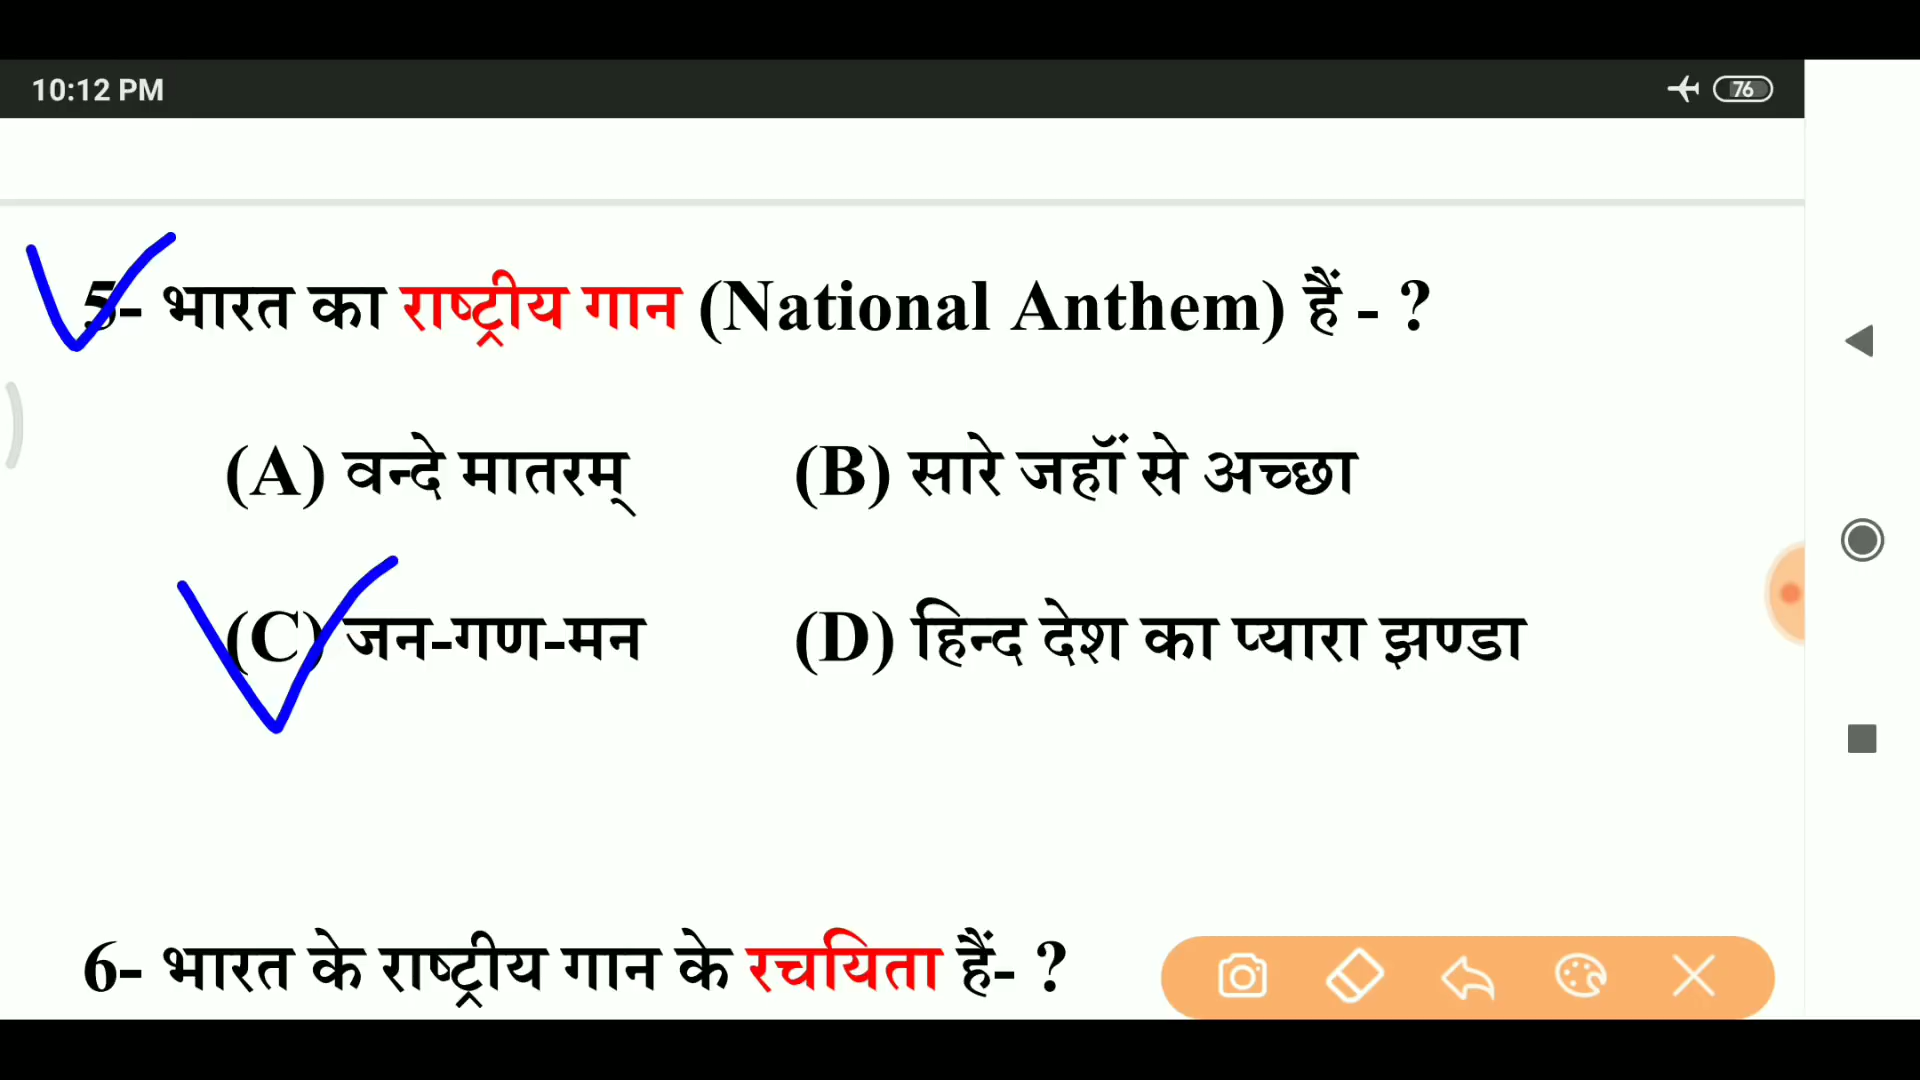 10:12 PM
76
5- भारत का राष्ट्रीय गान (National Anthem) हैं - ?
(A) वन्दे मातरम् (B) सारे जहॉं से अच्छा
(C) जन-गण-मन (D) हिन्द देश का प्यारा झण्डा
6- भारत के राष्ट्रीय गान के रचयिता हैं- ?